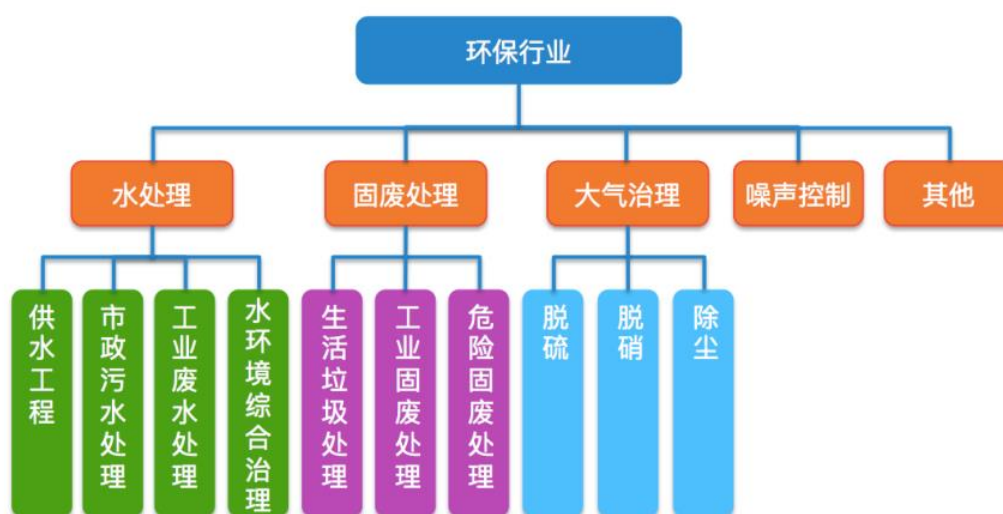 环保行业
水处理
固废处理
大气治理
噪声控制
其他
供水工程
市政污水处理
工业废水处理
水环境综合治理
生活垃圾处理
工业固废处理
危险固废处理
脱硫
脱硝
除尘